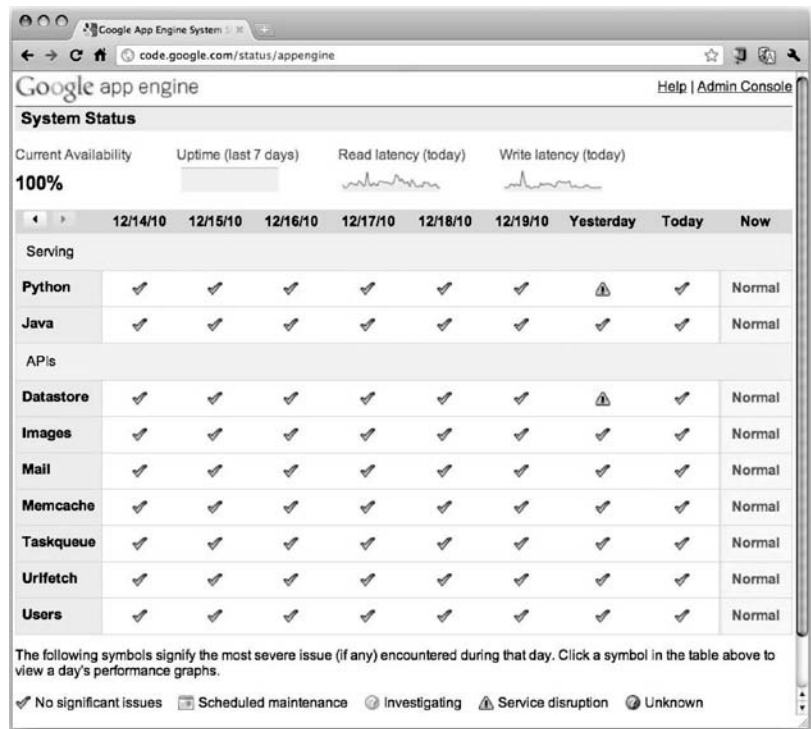 Google App Engine System S
code.google.com/status/appengine
Google app engine
Help | Admin Console
System Status
Current Availability Uptime (last 7 days) Read latency (today) Write latency (today)
100%
12/14/10 12/15/10 12/16/10 12/17/10 12/18/10 12/19/10 Yesterday Today Now
Serving
Python Normal
Java Normal
APIs
Datastore Normal
Images Normal
Mail Normal
Memcache Normal
Taskqueue Normal
Urlfetch Normal
Users Normal
The following symbols signify the most severe issue (if any) encountered during that day. Click a symbol in the table above to
view a day's performance graphs.
No significant issues Scheduled maintenance Investigating Service disruption Unknown